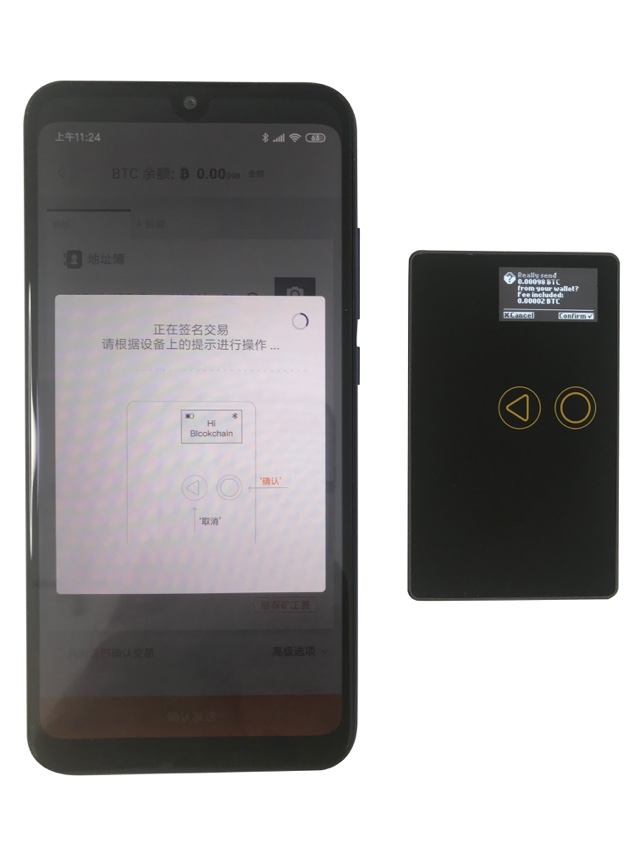 上午11:24
63
BTC 余额: ₿ 0.00
地址簿
正在签名交易
请根据设备上的提示进行操作 ...
Hi
Blcokchain
'确认'
'取消'
高级选项
Really send
0.00098 BTC
from your wallet?
Fee included:
0.00002 BTC
Cancel
Confirm